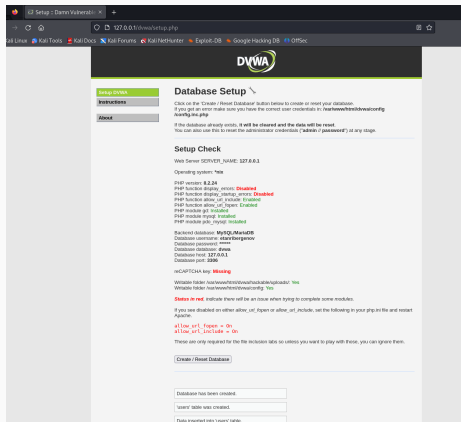 Setup :: Damn Vulnerable
127.0.0.1/dvwa/setup.php
Kali Linux Kali Tools Kali Docs Kali Forums Kali NetHunter Exploit-DB Google Hacking DB OffSec
DVWA
Setup DVWA
Instructions
About
Database Setup
Click on the 'Create / Reset Database' button below to create or reset your database.
If you get an error make sure you have the correct user credentials in: /var/www/html/dvwa/config
/config.inc.php
If the database already exists, it will be cleared and the data will be reset.
You can also use this to reset the administrator credentials ("admin // password") at any stage.
Setup Check
Web Server SERVER_NAME: 127.0.0.1
Operating system: *nix
PHP version: 8.2.24
PHP function display_errors: Disabled
PHP function display_startup_errors: Disabled
PHP function allow_url_include: Enabled
PHP function allow_url_fopen: Enabled
PHP module gd: Installed
PHP module mysql: Installed
PHP module pdo_mysql: Installed
Backend database: MySQL/MariaDB
Database username:
Database password: ******
Database database: dvwa
Database host: 127.0.0.1
Database port: 3306
reCAPTCHA key: Missing
Writable folder /var/www/html/dvwa/hackable/uploads/: Yes
Writable folder /var/www/html/dvwa/config: Yes
Status in red, indicate there will be an issue when trying to complete some modules.
If you see disabled on either allow_url_fopen or allow_url_include, set the following in your php.ini file and restart
Apache.
allow_url_fopen = On
allow_url_include = On
These are only required for the file inclusion labs so unless you want to play with those, you can ignore them.
Create / Reset Database
Database has been created.
'users' table was created.
Data inserted into 'users' table.